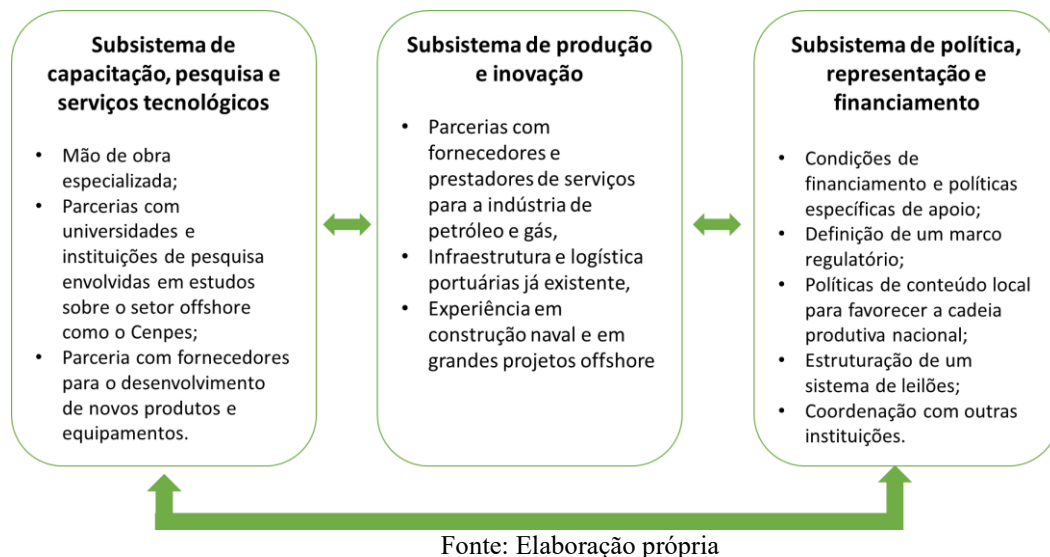 Subsistema de
capacitação, pesquisa e
serviços tecnológicos
• Mão de obra
especializada;
• Parcerias com
universidades e
instituições de pesquisa
envolvidas em estudos
sobre o setor offshore
como o Cenpes;
• Parceria com fornecedores
para o desenvolvimento
de novos produtos e
equipamentos.
Subsistema de produção
e inovação
• Parcerias com
fornecedores e
prestadores de serviços
para a indústria de
petróleo e gás,
• Infraestrutura e logística
portuárias já existente,
• Experiência em
construção naval e em
grandes projetos offshore
Subsistema de política,
representação e
financiamento
• Condições de
financiamento e políticas
específicas de apoio;
• Definição de um marco
regulatório;
• Políticas de conteúdo local
para favorecer a cadeia
produtiva nacional;
• Estruturação de um
sistema de leilões;
• Coordenação com outras
instituições.
Fonte: Elaboração própria